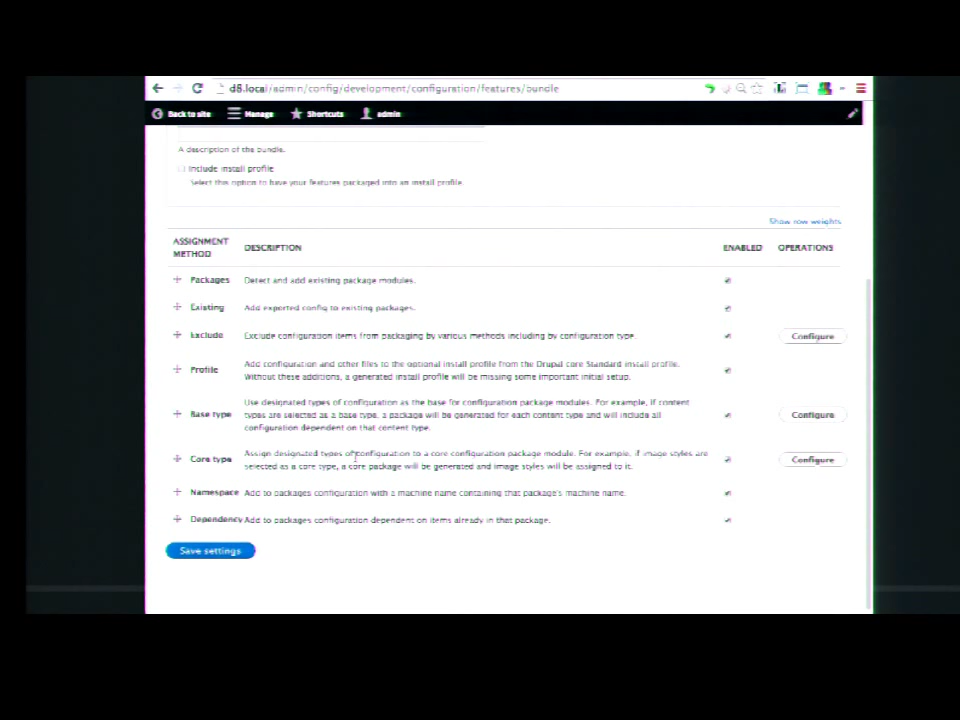 d8.local/admin/config/development/configuration/features/bundle
Back to site Manage Shortcuts admin
A description of the bundle.
Include install profile
Select this option to have your features packaged into an install profile.
Show row weights
ASSIGNMENT METHOD DESCRIPTION ENABLED OPERATIONS
Packages Detect and add existing package modules.
Existing Add exported config to existing packages.
Exclude Exclude configuration items from packaging by various methods including by configuration type. Configure
Profile Add configuration and other files to the optional install profile from the Drupal core Standard install profile.
Without these additions, a generated install profile will be missing some important initial setup.
Base type Use designated types of configuration as the base for configuration package modules. For example, if content
types are selected as a base type, a package will be generated for each content type and will include all
configuration dependent on that content type.
Configure
Core type Assign designated types of configuration to a core configuration package module. For example, if image styles are
selected as a core type, a core package will be generated and image styles will be assigned to it.
Configure
Namespace Add to packages configuration with a machine name containing that package's machine name.
Dependency Add to packages configuration dependent on items already in that package.
Save settings